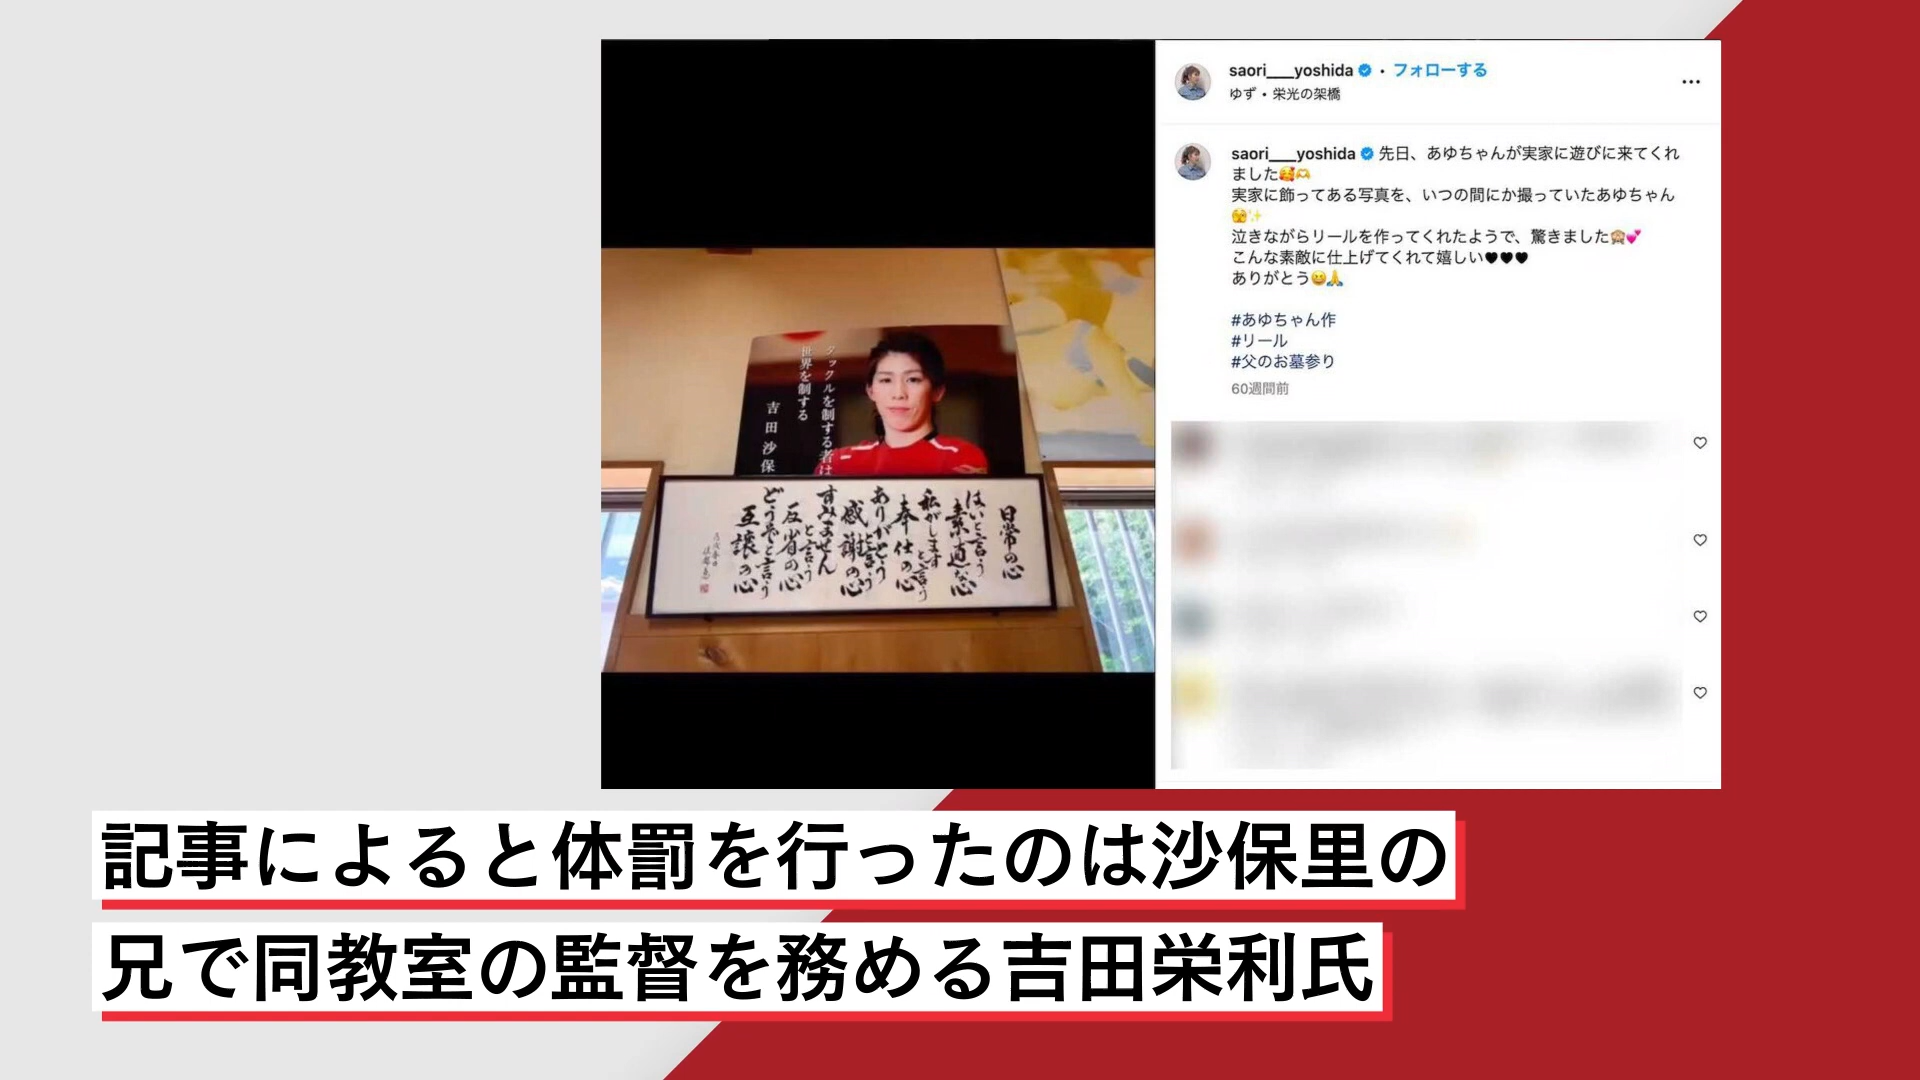 saori___yoshida・フォローする
ゆず・栄光の架橋
saori___yoshida 先日、あゆちゃんが実家に遊びに来てくれ
ました🥰🫶
実家に飾ってある写真を、いつの間にか撮っていたあゆちゃん
🫣✨
泣きながらリールを作ってくれたようで、驚きました🙈💕
こんな素敵に仕上げてくれて嬉しい🖤🖤🖤
ありがとう😆🙏
#あゆちゃん作
#リール
#父のお墓参り
60週間前
タックルを制する者は
世界を制する
吉田沙保
日常の心
はいと言う
素直な心
私がしますと言う
奉仕の心
ありがとうと言う
感謝の心
すみませんと言う
反省の心
どうぞと言う
互譲の心
記事によると体罰を行ったのは沙保里の
兄で同教室の監督を務める吉田栄利氏